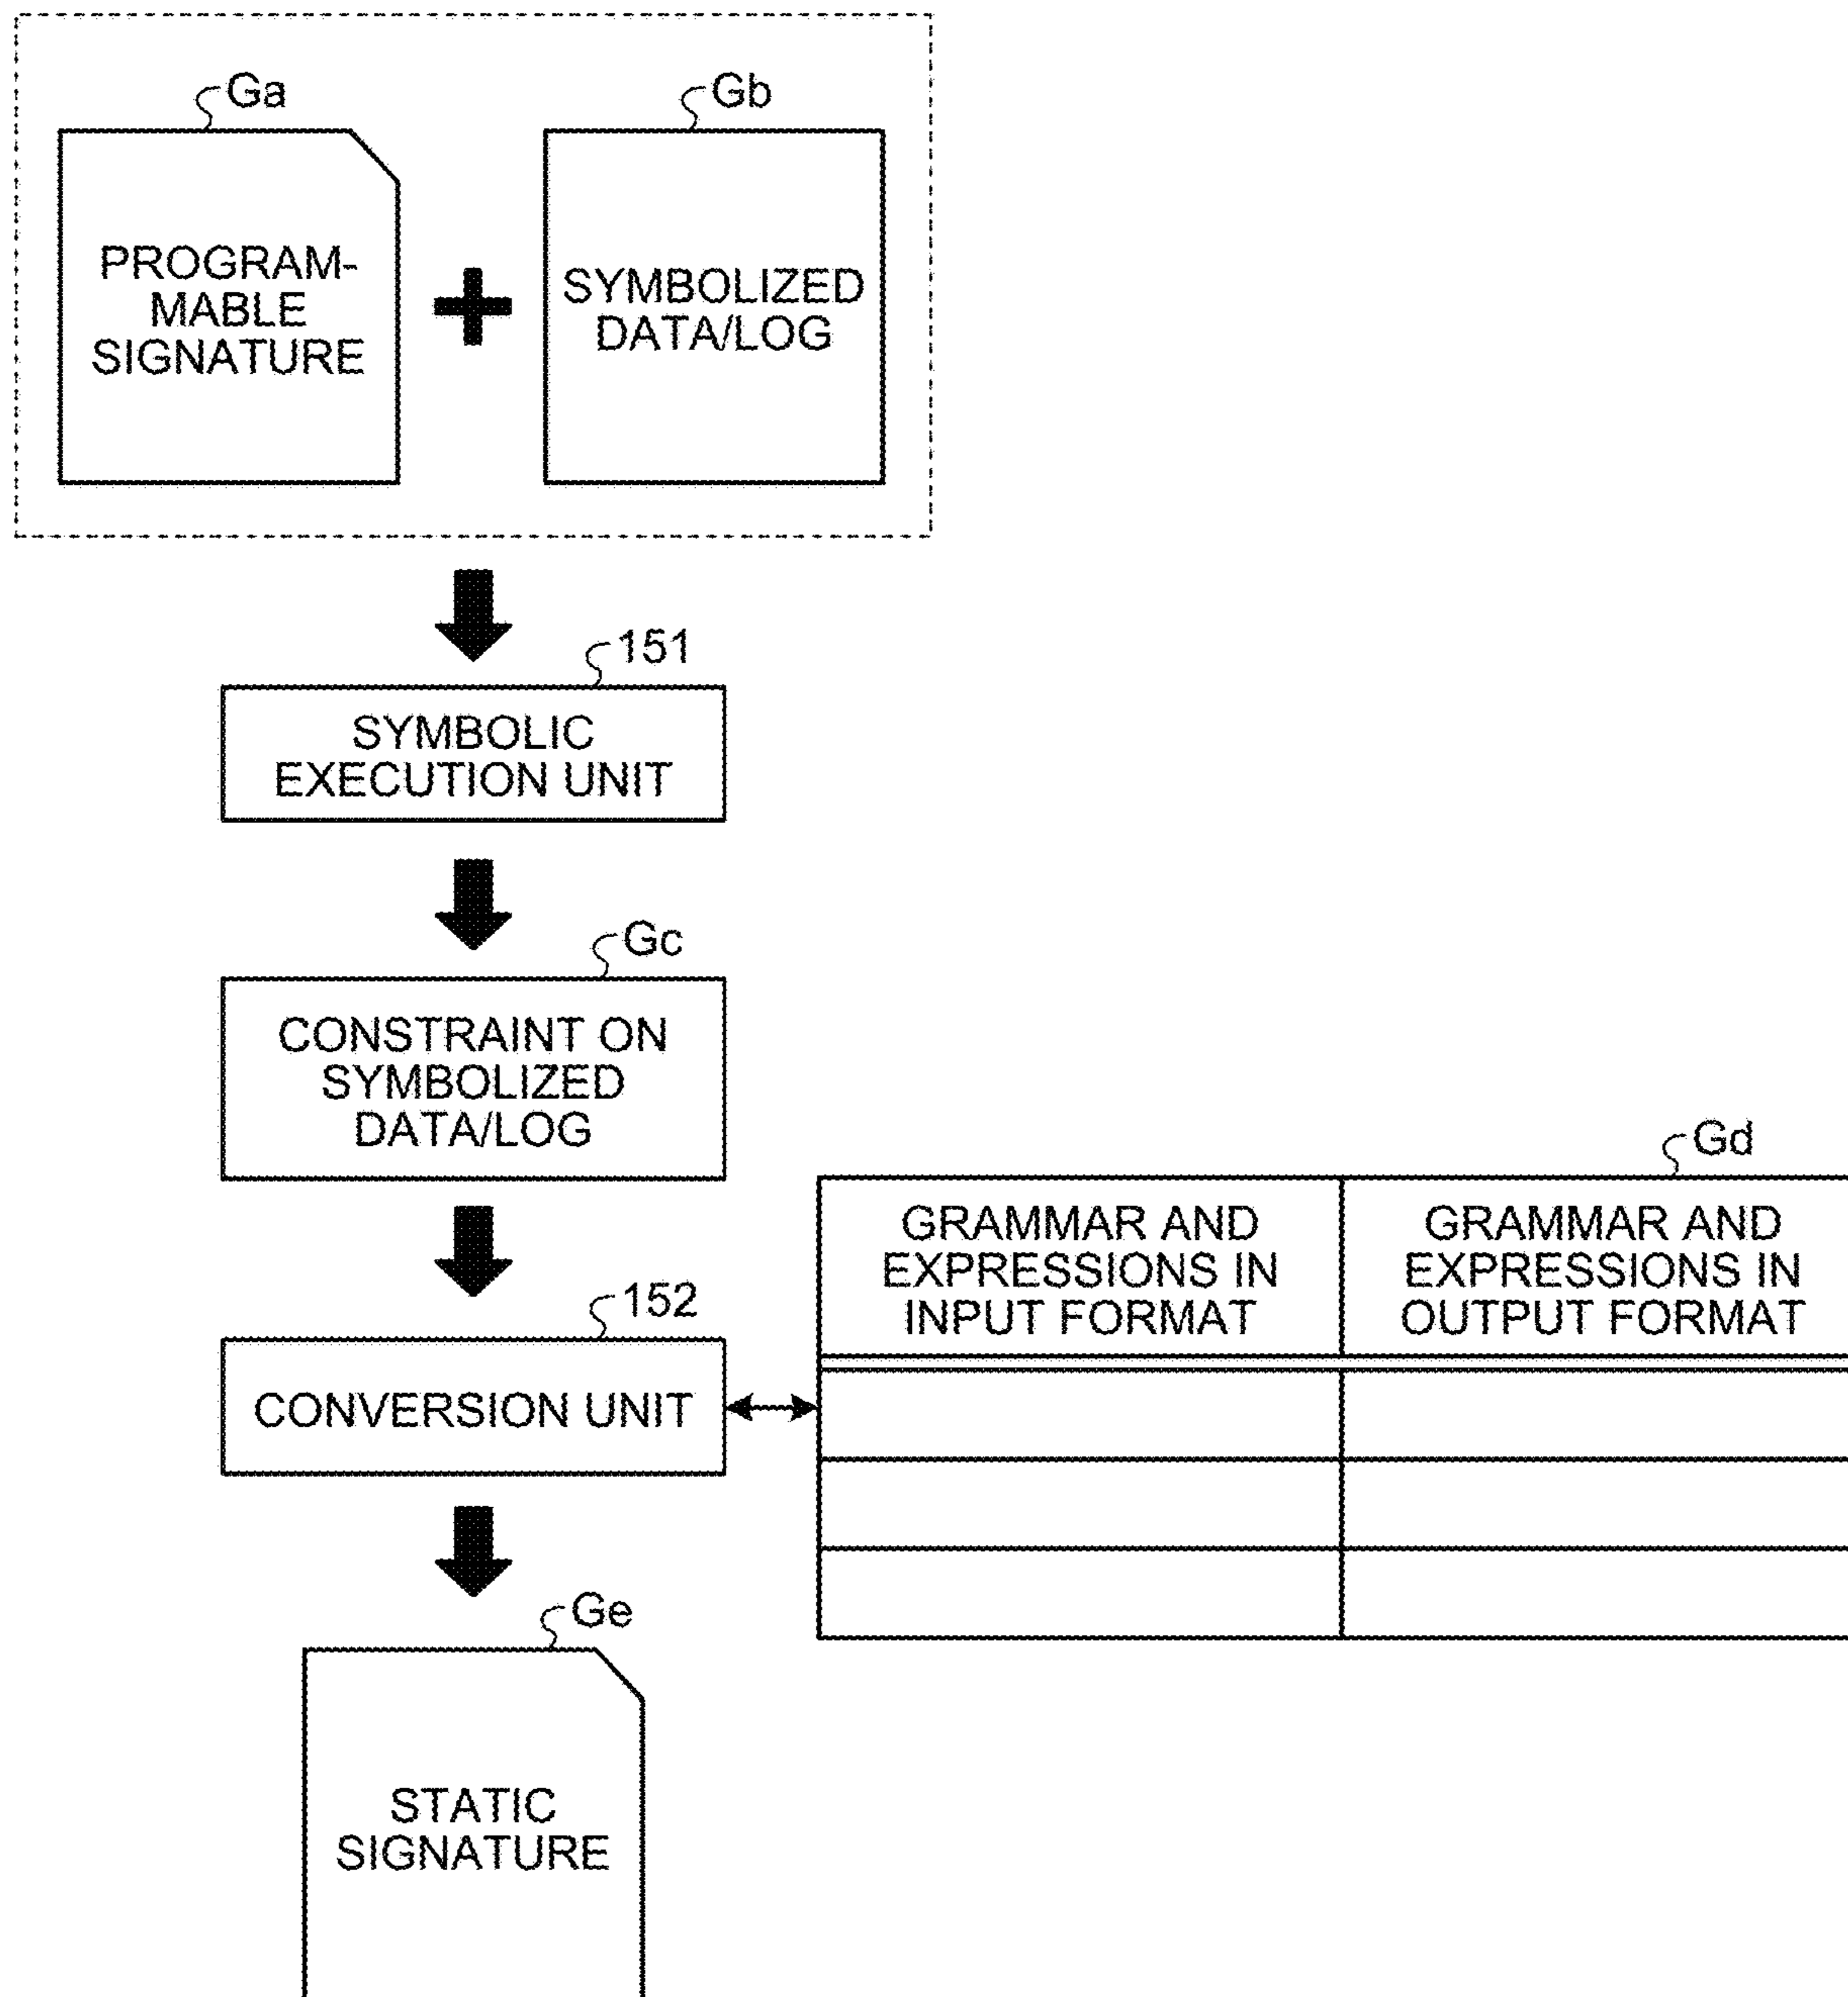 Ga
Gb
PROGRAM-
MABLE
SIGNATURE
SYMBOLIZED
DATA/LOG
151
SYMBOLIC
EXECUTION UNIT
Gc
CONSTRAINT ON
SYMBOLIZED
DATA/LOG
Gd
GRAMMAR AND
EXPRESSIONS IN
INPUT FORMAT
GRAMMAR AND
EXPRESSIONS IN
OUTPUT FORMAT
152
CONVERSION UNIT
Ge
STATIC
SIGNATURE